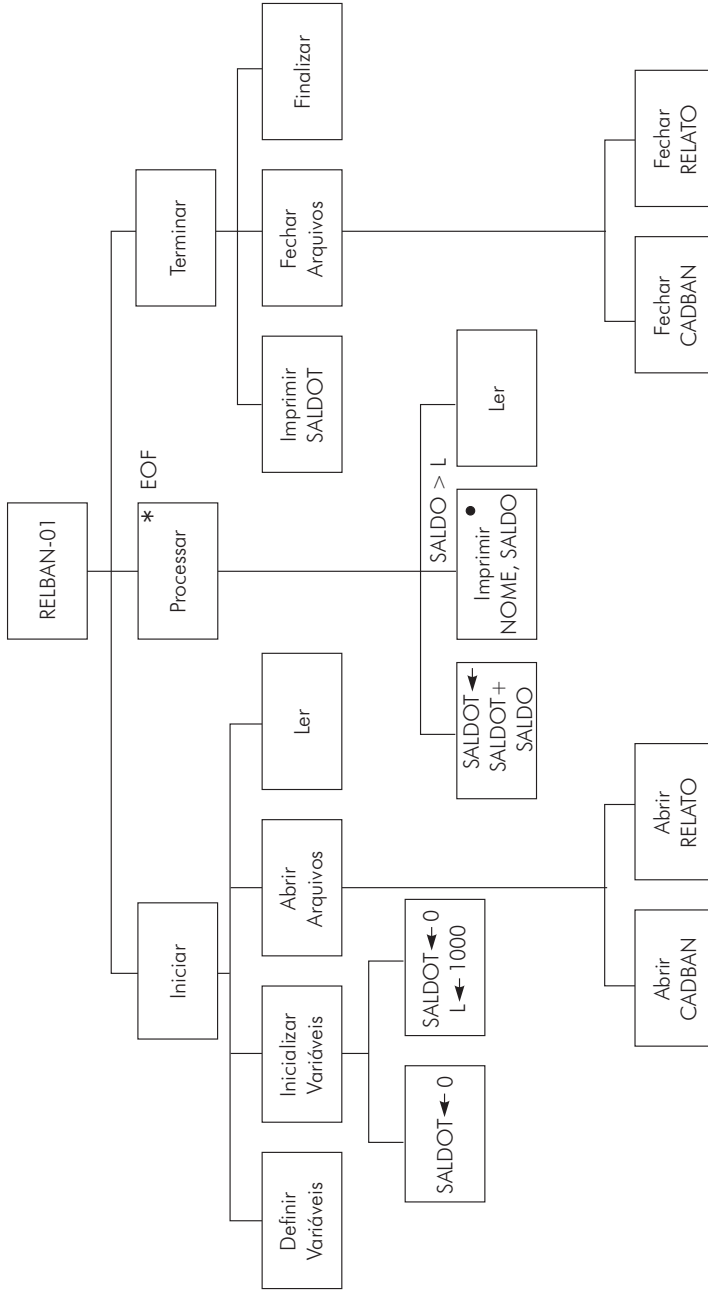 RELBAN-01
Iniciar
Processar
*
EOF
Terminar
Definir
Variáveis
Inicializar
Variáveis
Abrir
Arquivos
Ler
Imprimir
SALDOT
Fechar
Arquivos
Finalizar
SALDOT ← 0
SALDOT ← 0
L ← 1000
SALDOT ←
SALDOT +
SALDO
Imprimir
NOME, SALDO
SALDO > L
Ler
Abrir
CADBAN
Abrir
RELATO
Fechar
CADBAN
Fechar
RELATO